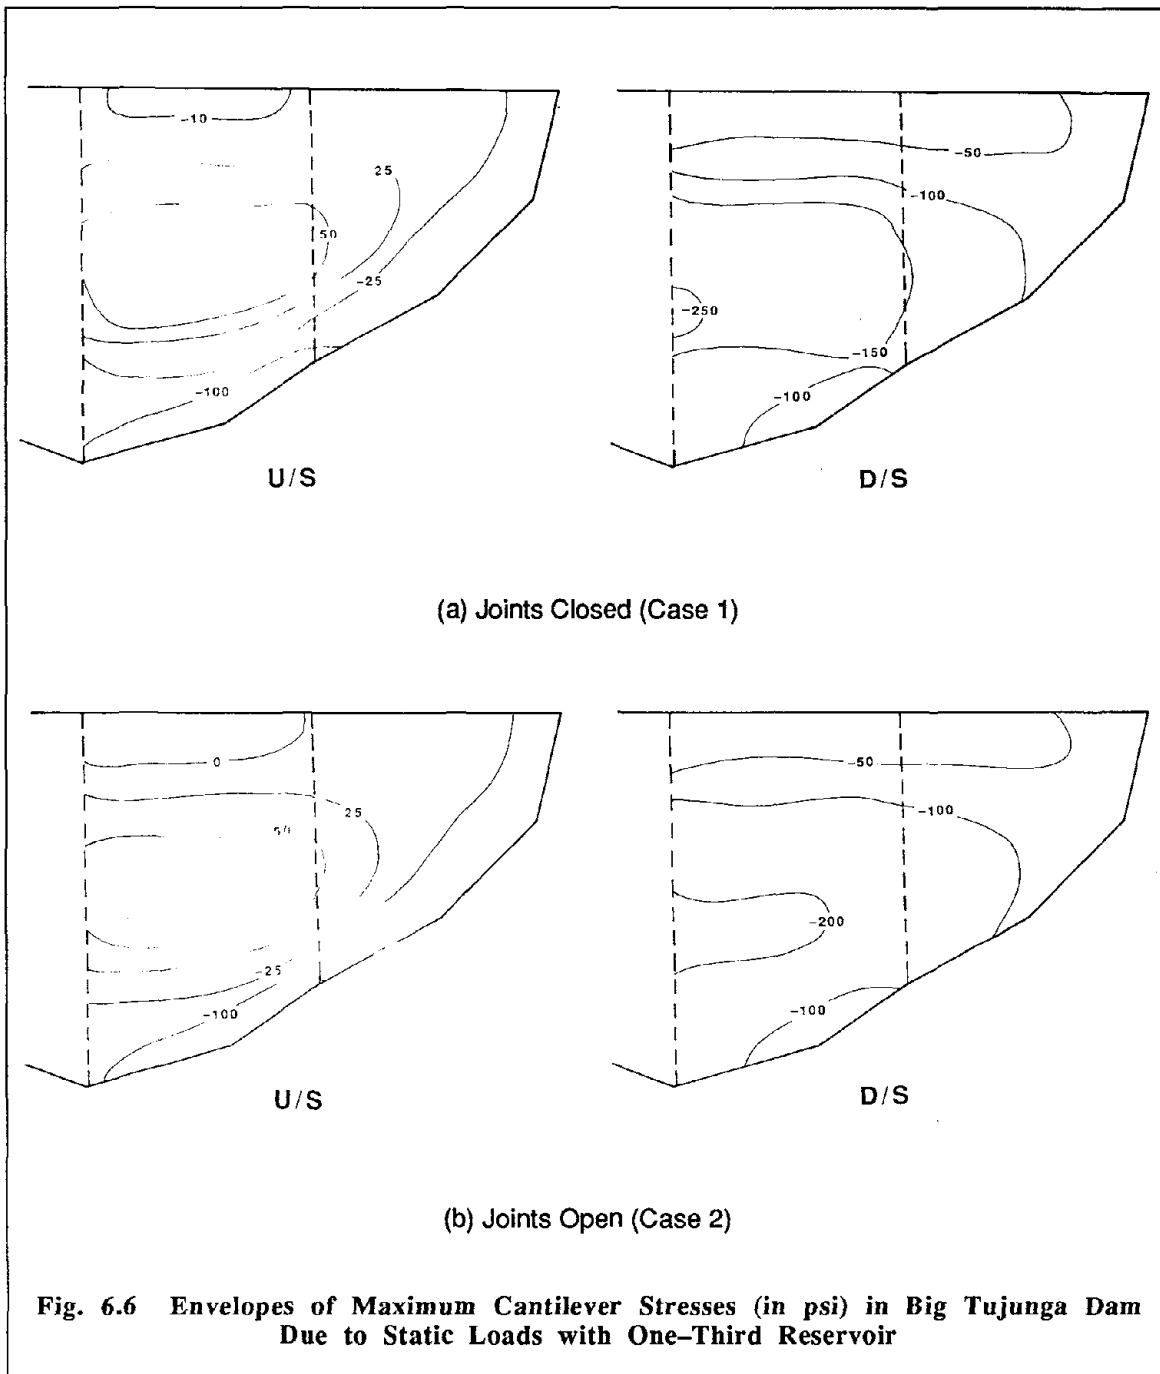 -10
25
50
-25
-100
U/S
-50
-100
-250
-150
-100
D/S
(a) Joints Closed (Case 1)
0
25
-25
-100
U/S
-50
-100
-200
-100
D/S
(b) Joints Open (Case 2)
Fig. 6.6 Envelopes of Maximum Cantilever Stresses (in psi) in Big Tujunga Dam
Due to Static Loads with One-Third Reservoir